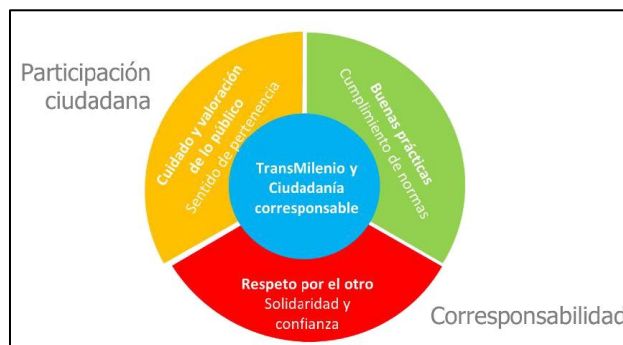 Participación
ciudadana
Cuidado y valoración
de lo público
Sentido de pertenencia
Buenas prácticas
Cumplimiento de normas
TransMilenio y
Ciudadanía
corresponsable
Respeto por el otro
Solidaridad y
confianza
Corresponsabilidad